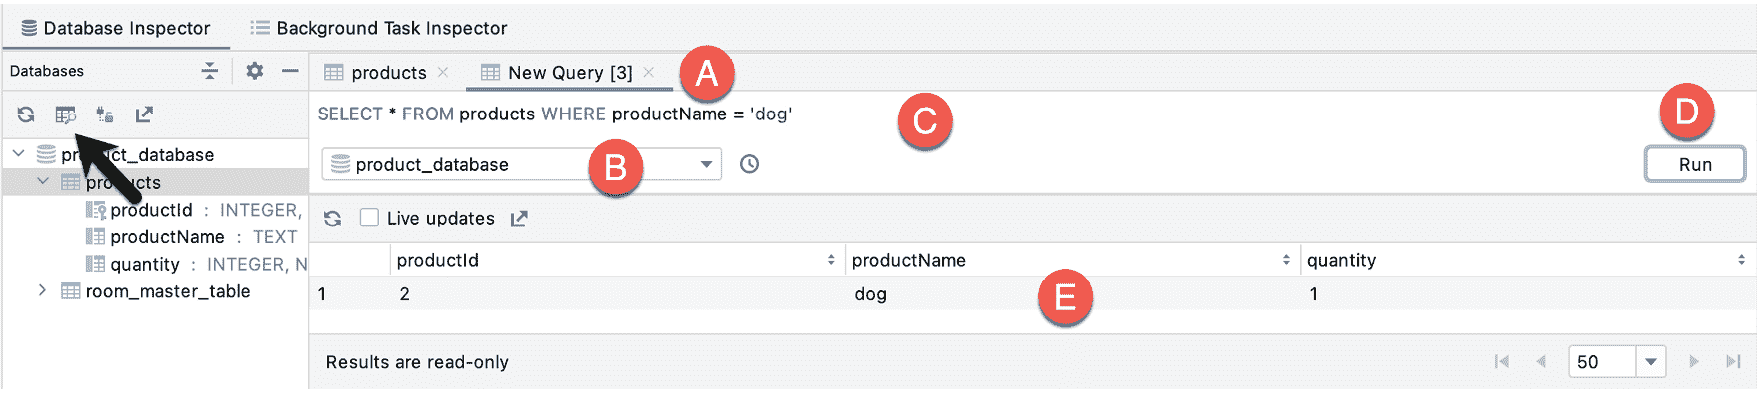 Database Inspector Background Task Inspector
Databases
products New Query [3] A
SELECT * FROM products WHERE productName = 'dog' C D
product_database B Run
product_database
products
productId : INTEGER,
productName : TEXT
quantity : INTEGER, N
room_master_table
Live updates
productId productName quantity
1 2 dog 1 E
Results are read-only 50